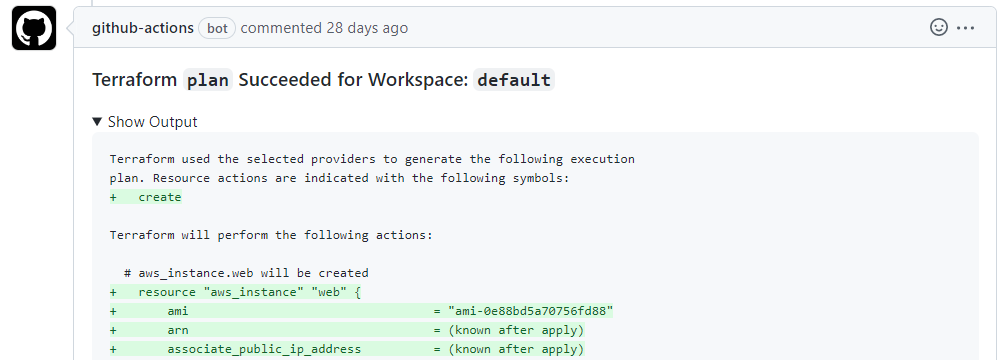 github-actions bot commented 28 days ago
Terraform plan Succeeded for Workspace: default
▼ Show Output
Terraform used the selected providers to generate the following execution
plan. Resource actions are indicated with the following symbols:
+   create
Terraform will perform the following actions:
  # aws_instance.web will be created
+   resource "aws_instance" "web" {
+       ami                                  = "ami-0e88bd5a70756fd88"
+       arn                                  = (known after apply)
+       associate_public_ip_address          = (known after apply)